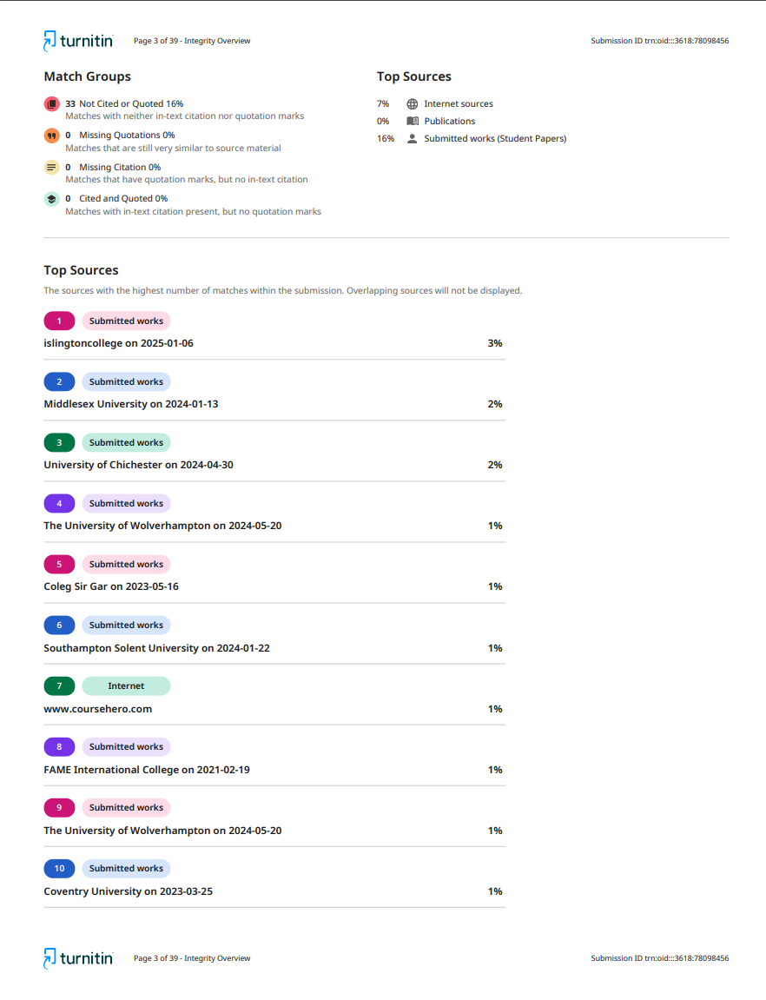 turnitin Page 3 of 39 - Integrity Overview Submission ID trn:oid:::3618:78098456
Match Groups
33 Not Cited or Quoted 16%
Matches with neither in-text citation nor quotation marks
0 Missing Quotations 0%
Matches that are still very similar to source material
0 Missing Citation 0%
Matches that have quotation marks, but no in-text citation
0 Cited and Quoted 0%
Matches with in-text citation present, but no quotation marks
Top Sources
7% Internet sources
0% Publications
16% Submitted works (Student Papers)
Top Sources
The sources with the highest number of matches within the submission. Overlapping sources will not be displayed.
1 Submitted works
islingtoncollege on 2025-01-06 3%
2 Submitted works
Middlesex University on 2024-01-13 2%
3 Submitted works
University of Chichester on 2024-04-30 2%
4 Submitted works
The University of Wolverhampton on 2024-05-20 1%
5 Submitted works
Coleg Sir Gar on 2023-05-16 1%
6 Submitted works
Southampton Solent University on 2024-01-22 1%
7 Internet
www.coursehero.com 1%
8 Submitted works
FAME International College on 2021-02-19 1%
9 Submitted works
The University of Wolverhampton on 2024-05-20 1%
10 Submitted works
Coventry University on 2023-03-25 1%
turnitin Page 3 of 39 - Integrity Overview Submission ID trn:oid:::3618:78098456